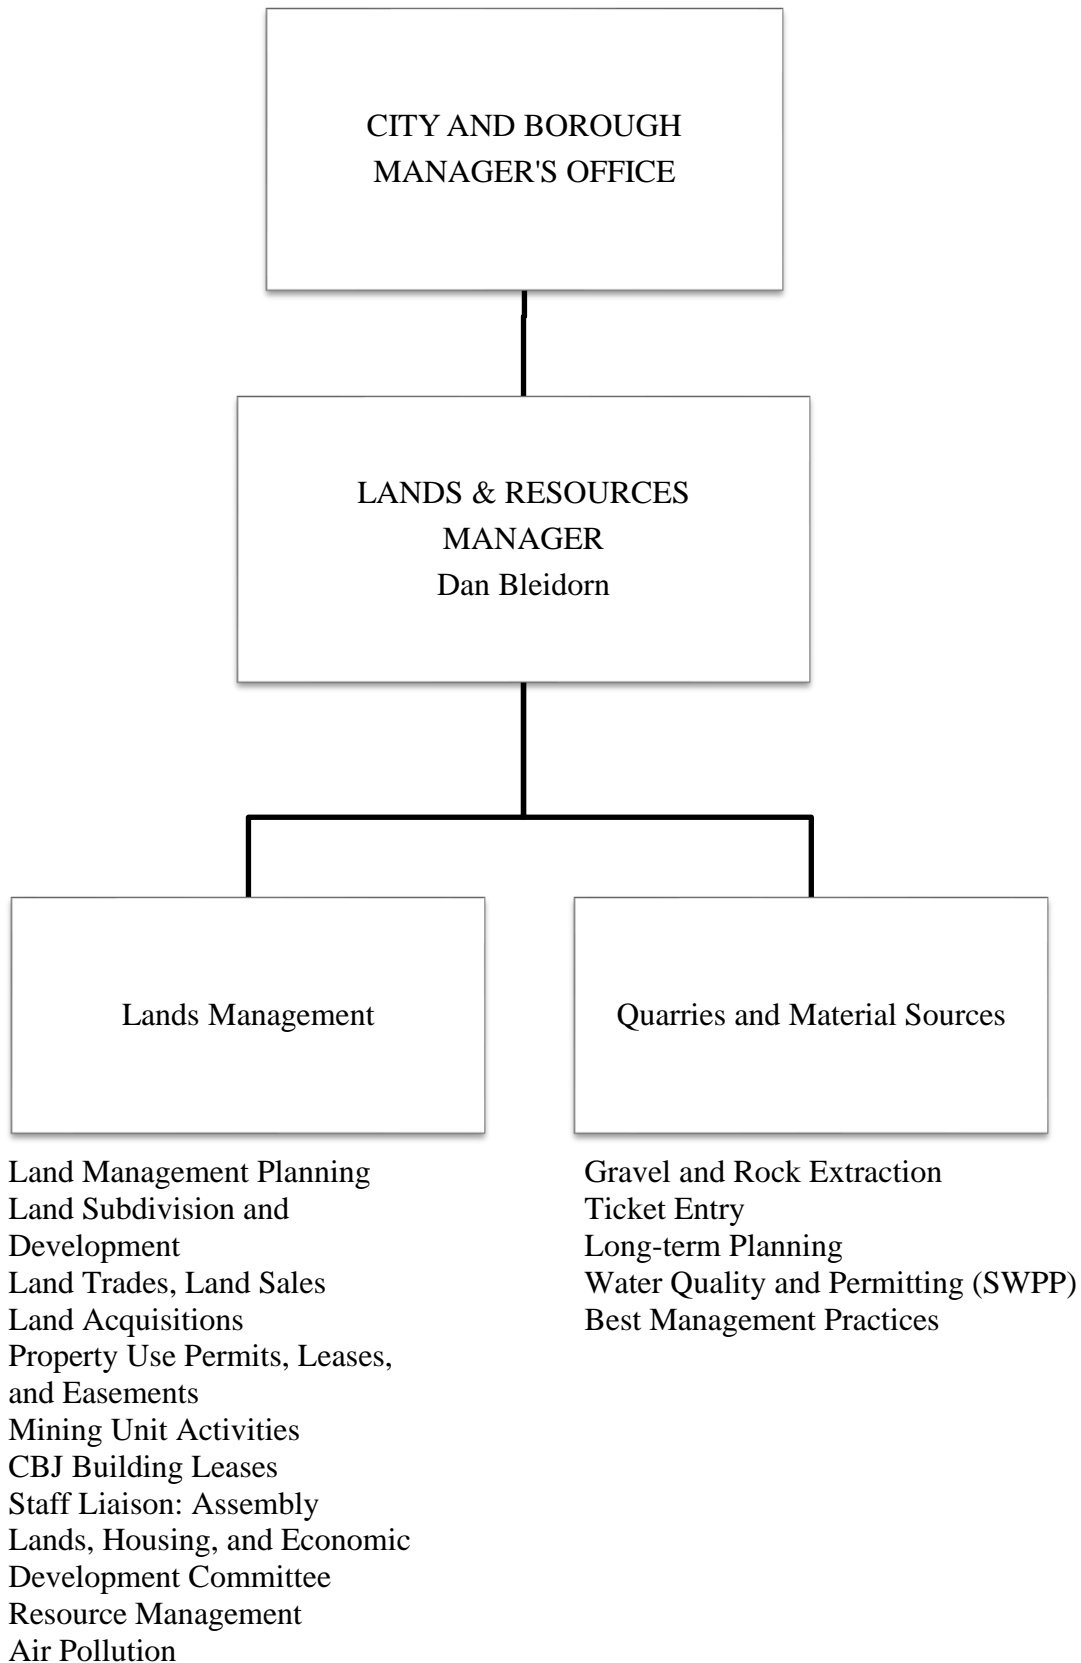 CITY AND BOROUGH
MANAGER'S OFFICE
LANDS & RESOURCES
MANAGER
Dan Bleidorn
Lands Management
Quarries and Material Sources
Land Management Planning
Land Subdivision and
Development
Land Trades, Land Sales
Land Acquisitions
Property Use Permits, Leases,
and Easements
Mining Unit Activities
CBJ Building Leases
Staff Liaison: Assembly
Lands, Housing, and Economic
Development Committee
Resource Management
Air Pollution
Gravel and Rock Extraction
Ticket Entry
Long-term Planning
Water Quality and Permitting (SWPP)
Best Management Practices